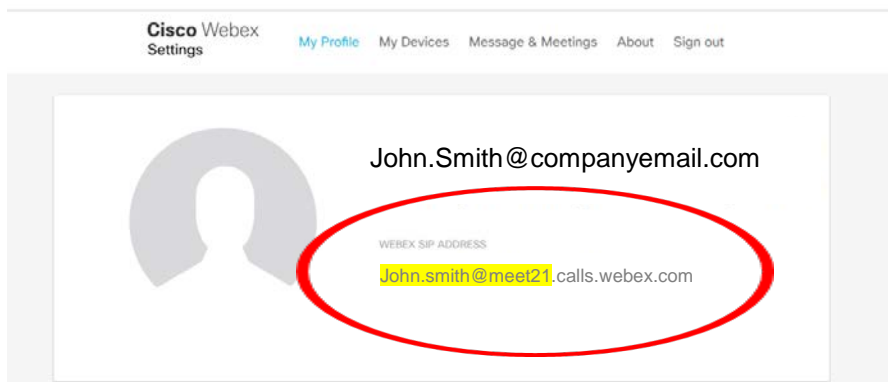 Cisco Webex
Settings
My Profile My Devices Message & Meetings About Sign out
John.Smith@companyemail.com
WEBEX SIP ADDRESS
John.smith@meet21.calls.webex.com